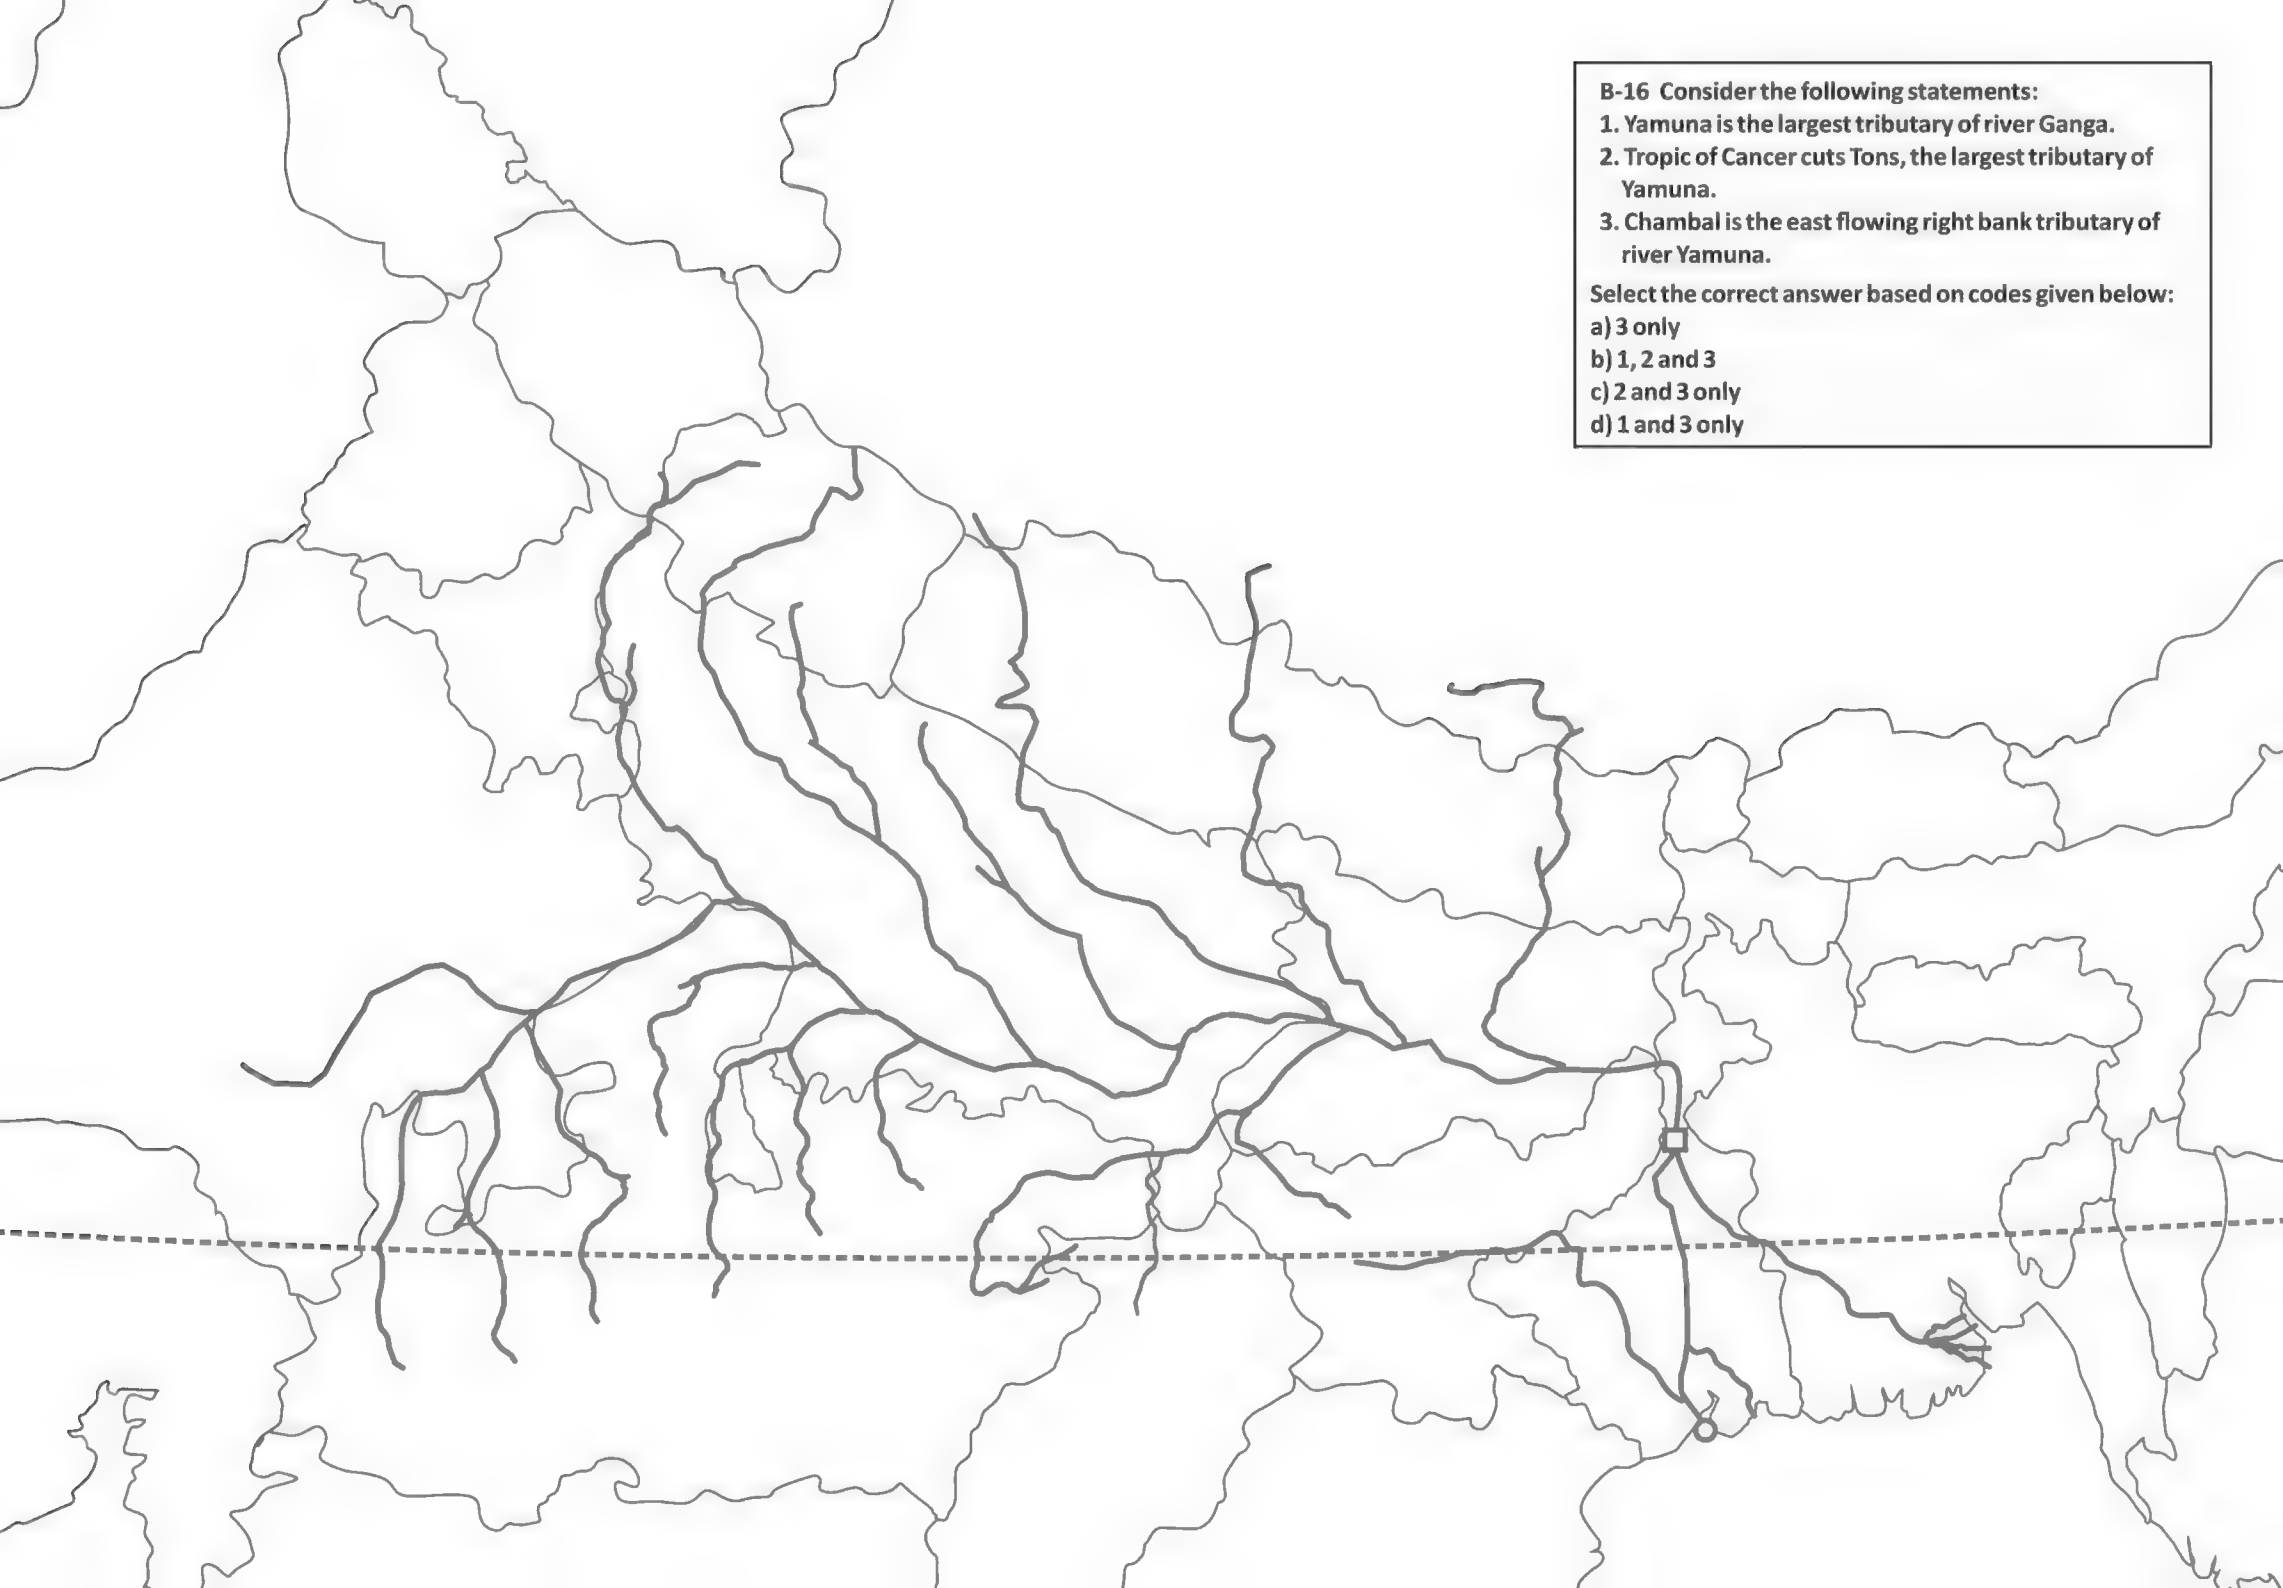 B-16 Consider the following statements:
1. Yamuna is the largest tributary of river Ganga.
2. Tropic of Cancer cuts Tons, the largest tributary of
Yamuna.
3. Chambal is the east flowing right bank tributary of
river Yamuna.
Select the correct answer based on codes given below:
a) 3 only
b) 1, 2 and 3
c) 2 and 3 only
d) 1 and 3 only